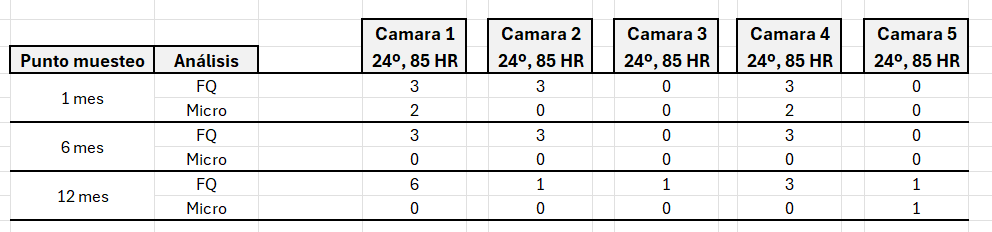 Camara 1 Camara 2 Camara 3 Camara 4 Camara 5
Punto muesteo Análisis 24º, 85 HR 24º, 85 HR 24º, 85 HR 24º, 85 HR 24º, 85 HR
1 mes FQ 3 3 0 3 0
Micro 2 0 0 2 0
6 mes FQ 3 3 0 3 0
Micro 0 0 0 0 0
12 mes FQ 6 1 1 3 1
Micro 0 0 0 0 1